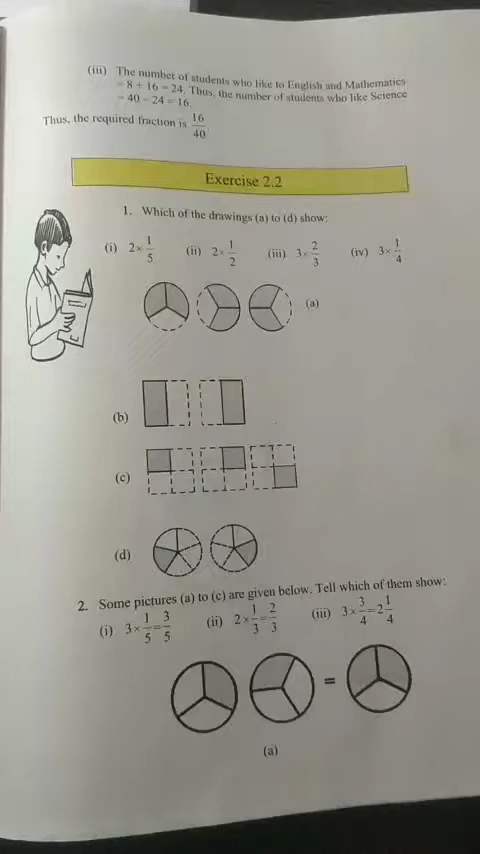 (iii) The number of students who like to English and Mathematics
= 8 + 16 = 24. Thus, the number of students who like Science
= 40 − 24 = 16.
Thus, the required fraction is 16/40
Exercise 2.2
1. Which of the drawings (a) to (d) show:
(i) 2×1/5 (ii) 2×1/2 (iii) 3×2/3 (iv) 3×1/4
(a)
(b)
(c)
(d)
2. Some pictures (a) to (c) are given below. Tell which of them show:
(i) 3×1/5=3/5 (ii) 2×1/3=2/3 (iii) 3×3/4=2 1/4
=
(a)